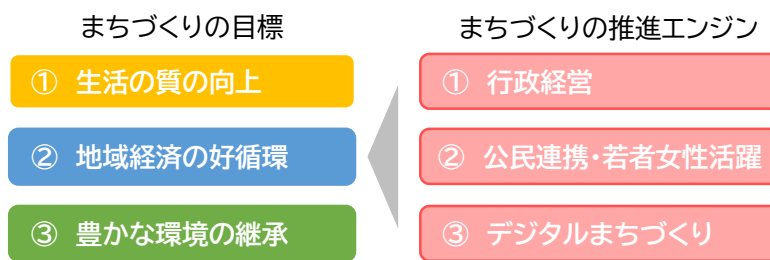 まちづくりの目標
① 生活の質の向上
② 地域経済の好循環
③ 豊かな環境の継承
まちづくりの推進エンジン
① 行政経営
② 公民連携・若者女性活躍
③ デジタルまちづくり